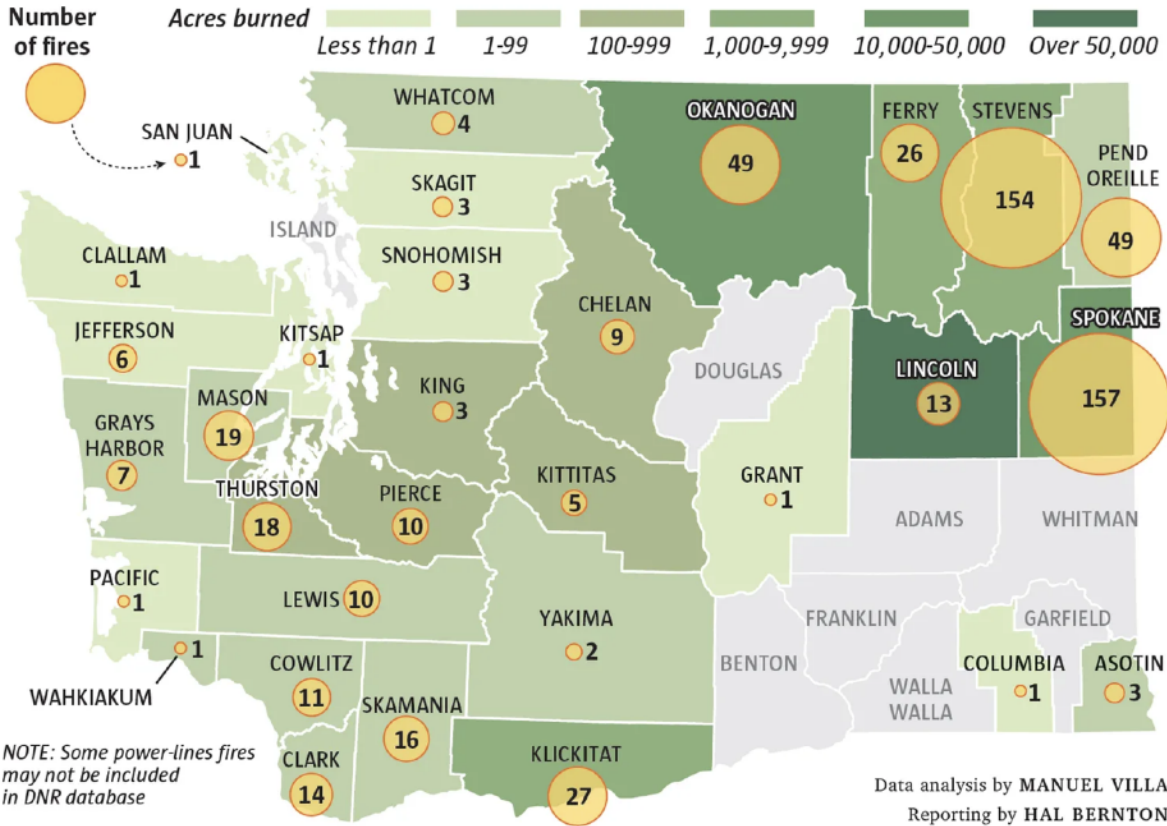 Number
of fires
Acres burned
Less than 1
1-99
100-999
1,000-9,999
10,000-50,000
Over 50,000
SAN JUAN
1
WHATCOM
4
SKAGIT
3
ISLAND
SNOHOMISH
3
CLALLAM
1
JEFFERSON
6
KITSAP
1
OKANOGAN
49
FERRY
26
STEVENS
154
PEND
OREILLE
49
CHELAN
9
DOUGLAS
SPOKANE
157
LINCOLN
13
KING
3
MASON
19
GRAYS
HARBOR
7
THURSTON
18
PIERCE
10
KITTITAS
5
GRANT
1
ADAMS
WHITMAN
PACIFIC
1
LEWIS
10
YAKIMA
2
FRANKLIN
GARFIELD
BENTON
WALLA
WALLA
COLUMBIA
1
ASOTIN
3
1
WAHKIAKUM
COWLITZ
11
SKAMANIA
16
CLARK
14
KLICKITAT
27
NOTE: Some power-lines fires
may not be included
in DNR database
Data analysis by MANUEL VILLA
Reporting by HAL BERNTON